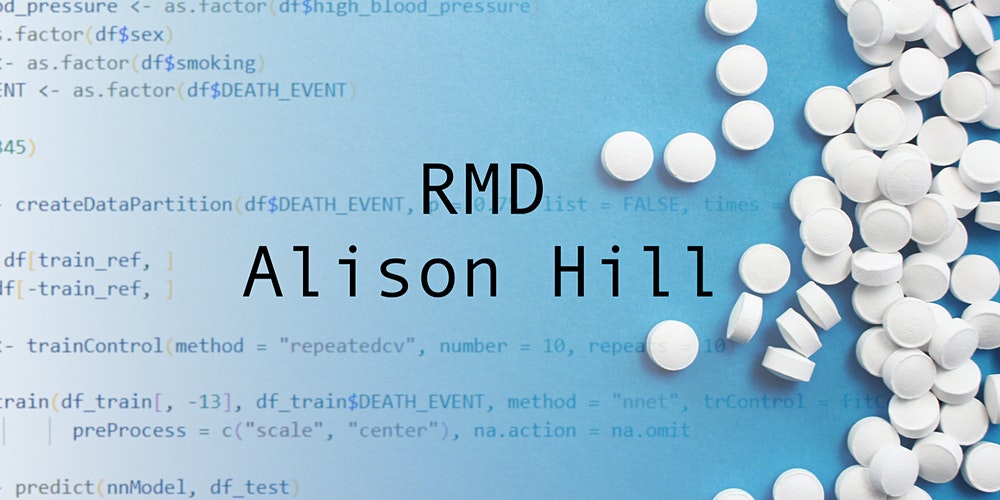 d_pressure <- as.factor(df$high_blood_pressure
s.factor(df$sex)
- as.factor(df$smoking)
ENT <- as.factor(df$DEATH_EVENT)
345)
RMD
- createDataPartition(df$DEATH_EVENT, p = 0.75, list = FALSE, times =
Alison Hill
df[train_ref, ]
df[-train_ref, ]
- trainControl(method = "repeatedcv", number = 10, repeats = 10
train(df_train[, -13], df_train$DEATH_EVENT, method = "nnet", trControl = fitC
preProcess = c("scale", "center"), na.action = na.omit
- predict(nnModel, df_test)